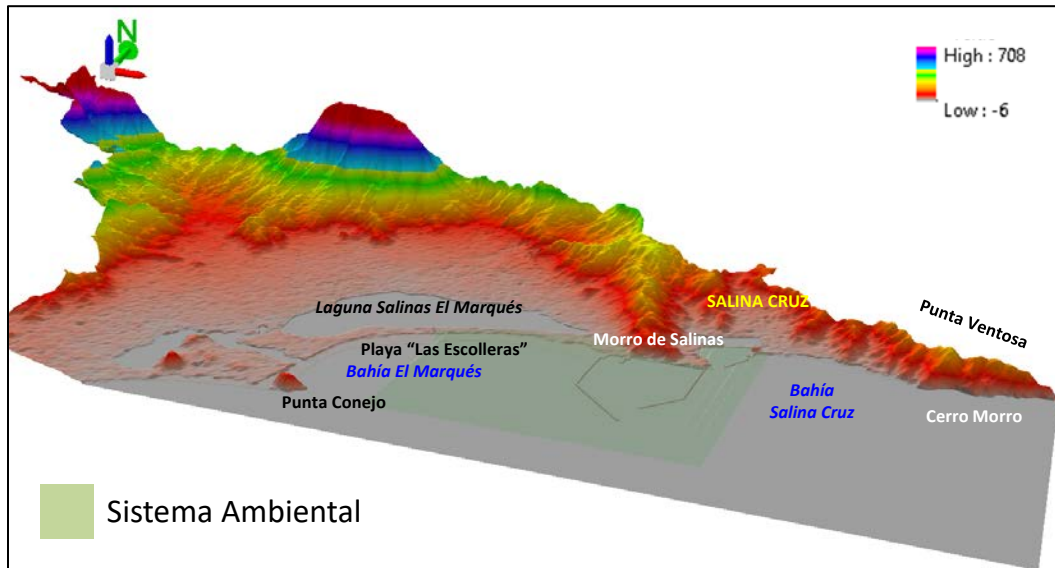 N
High : 708
Low : -6
SALINA CRUZ
Punta Ventosa
Laguna Salinas El Marqués
Morro de Salinas
Playa “Las Escolleras”
Bahía El Marqués
Punta Conejo
Bahía
Salina Cruz
Cerro Morro
Sistema Ambiental